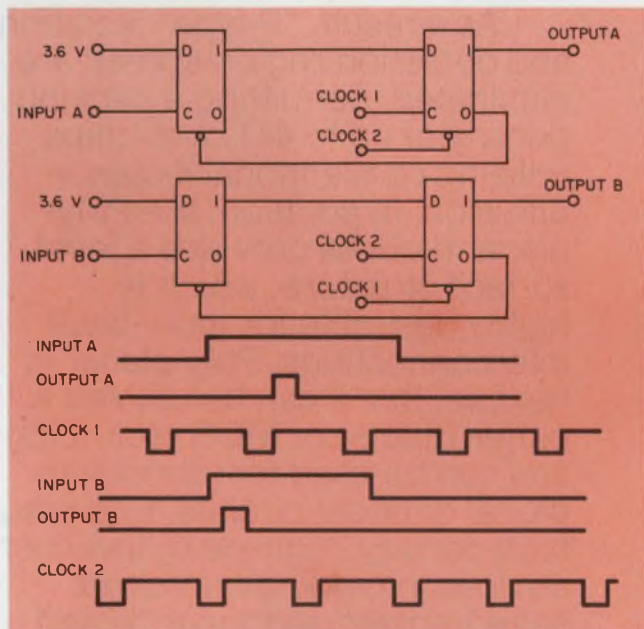 3.6 V D I D I OUTPUT A
INPUT A C O CLOCK 1 C O
CLOCK 2
3.6 V D I D I OUTPUT B
INPUT B C O CLOCK 2 C O
CLOCK 1
INPUT A
OUTPUT A
CLOCK 1
INPUT B
OUTPUT B
CLOCK 2